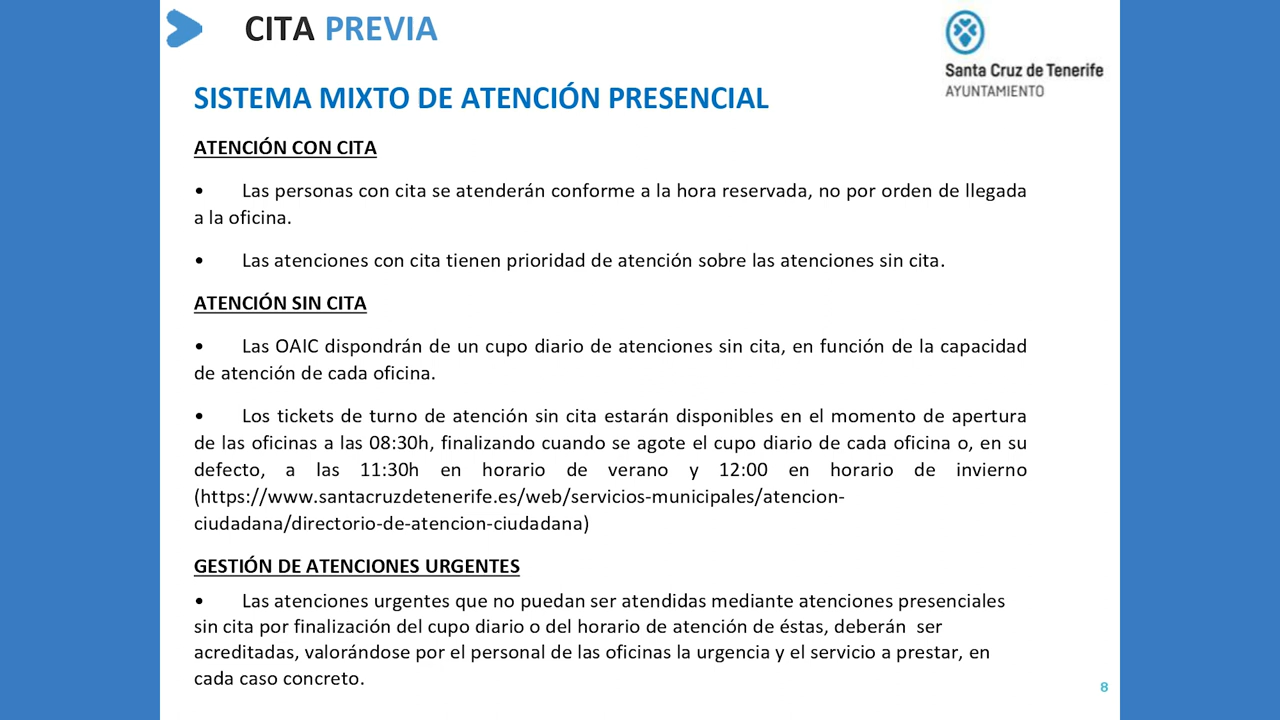 CITA PREVIA
Santa Cruz de Tenerife
AYUNTAMIENTO
SISTEMA MIXTO DE ATENCIÓN PRESENCIAL
ATENCIÓN CON CITA
• Las personas con cita se atenderán conforme a la hora reservada, no por orden de llegada
a la oficina.
• Las atenciones con cita tienen prioridad de atención sobre las atenciones sin cita.
ATENCIÓN SIN CITA
• Las OAIC dispondrán de un cupo diario de atenciones sin cita, en función de la capacidad
de atención de cada oficina.
• Los tickets de turno de atención sin cita estarán disponibles en el momento de apertura
de las oficinas a las 08:30h, finalizando cuando se agote el cupo diario de cada oficina o, en su
defecto, a las 11:30h en horario de verano y 12:00 en horario de invierno
(https://www.santacruzdetenerife.es/web/servicios-municipales/atencion-
ciudadana/directorio-de-atencion-ciudadana)
GESTIÓN DE ATENCIONES URGENTES
• Las atenciones urgentes que no puedan ser atendidas mediante atenciones presenciales
sin cita por finalización del cupo diario o del horario de atención de éstas, deberán ser
acreditadas, valorándose por el personal de las oficinas la urgencia y el servicio a prestar, en
cada caso concreto.
8